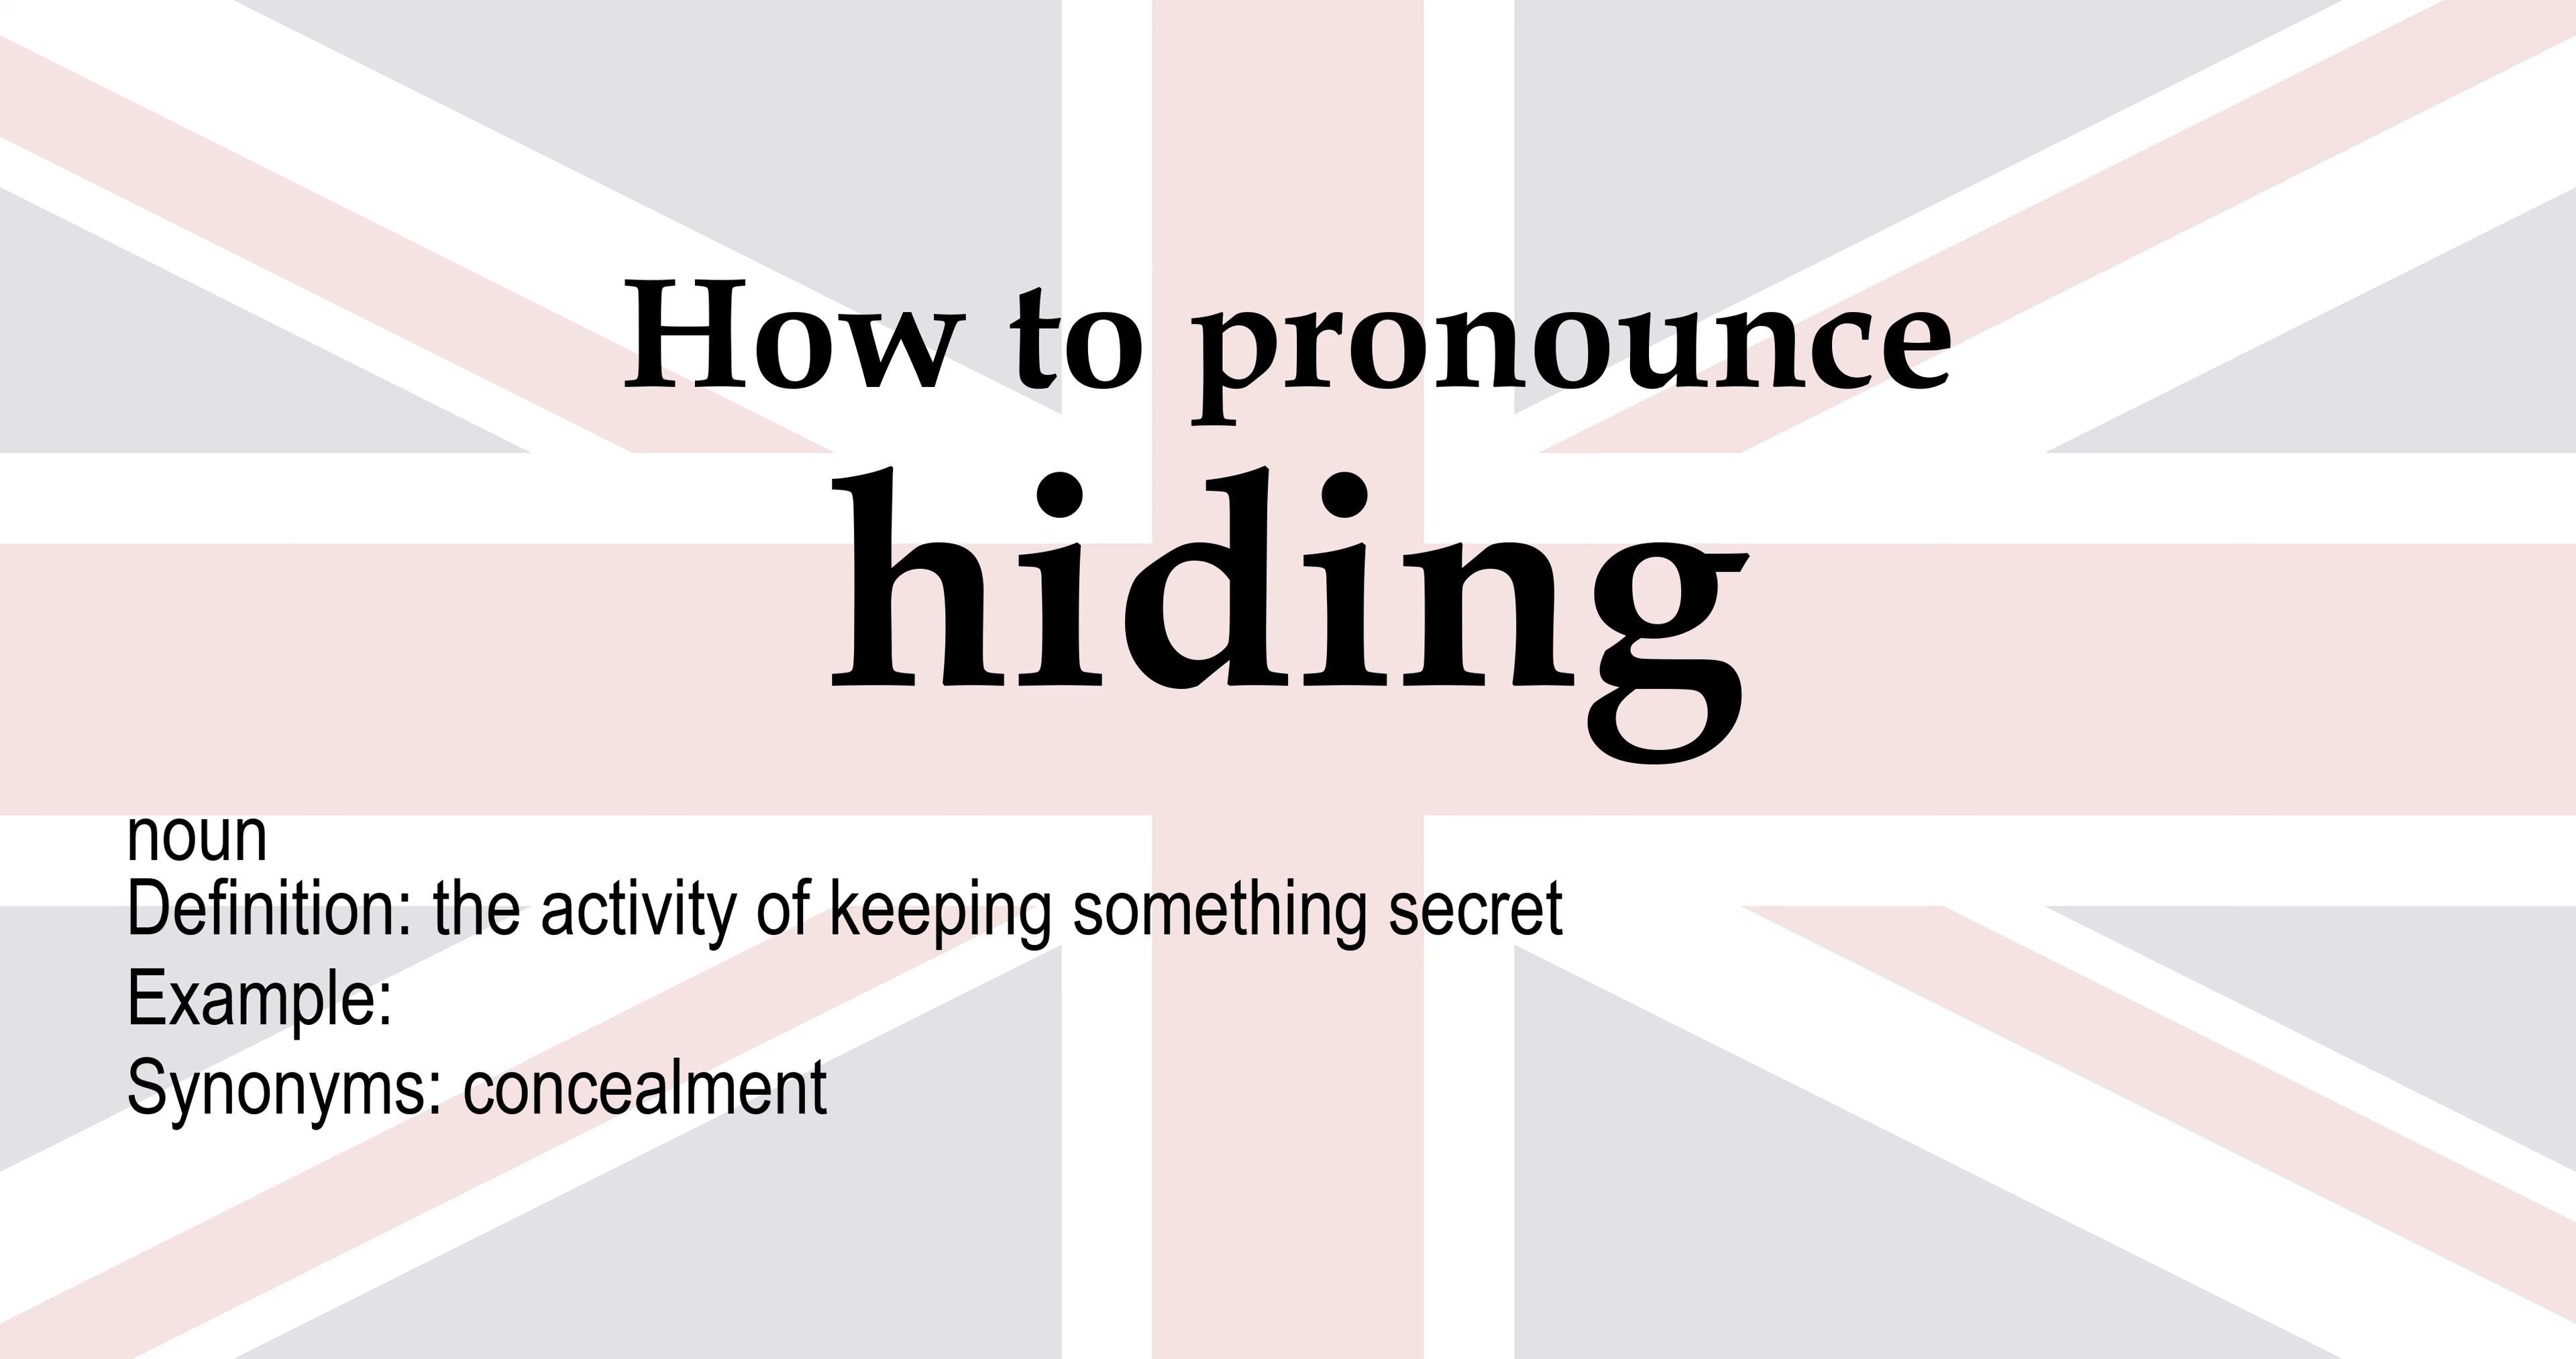 How to pronounce
hiding
noun
Definition: the activity of keeping something secret
Example:
Synonyms: concealment